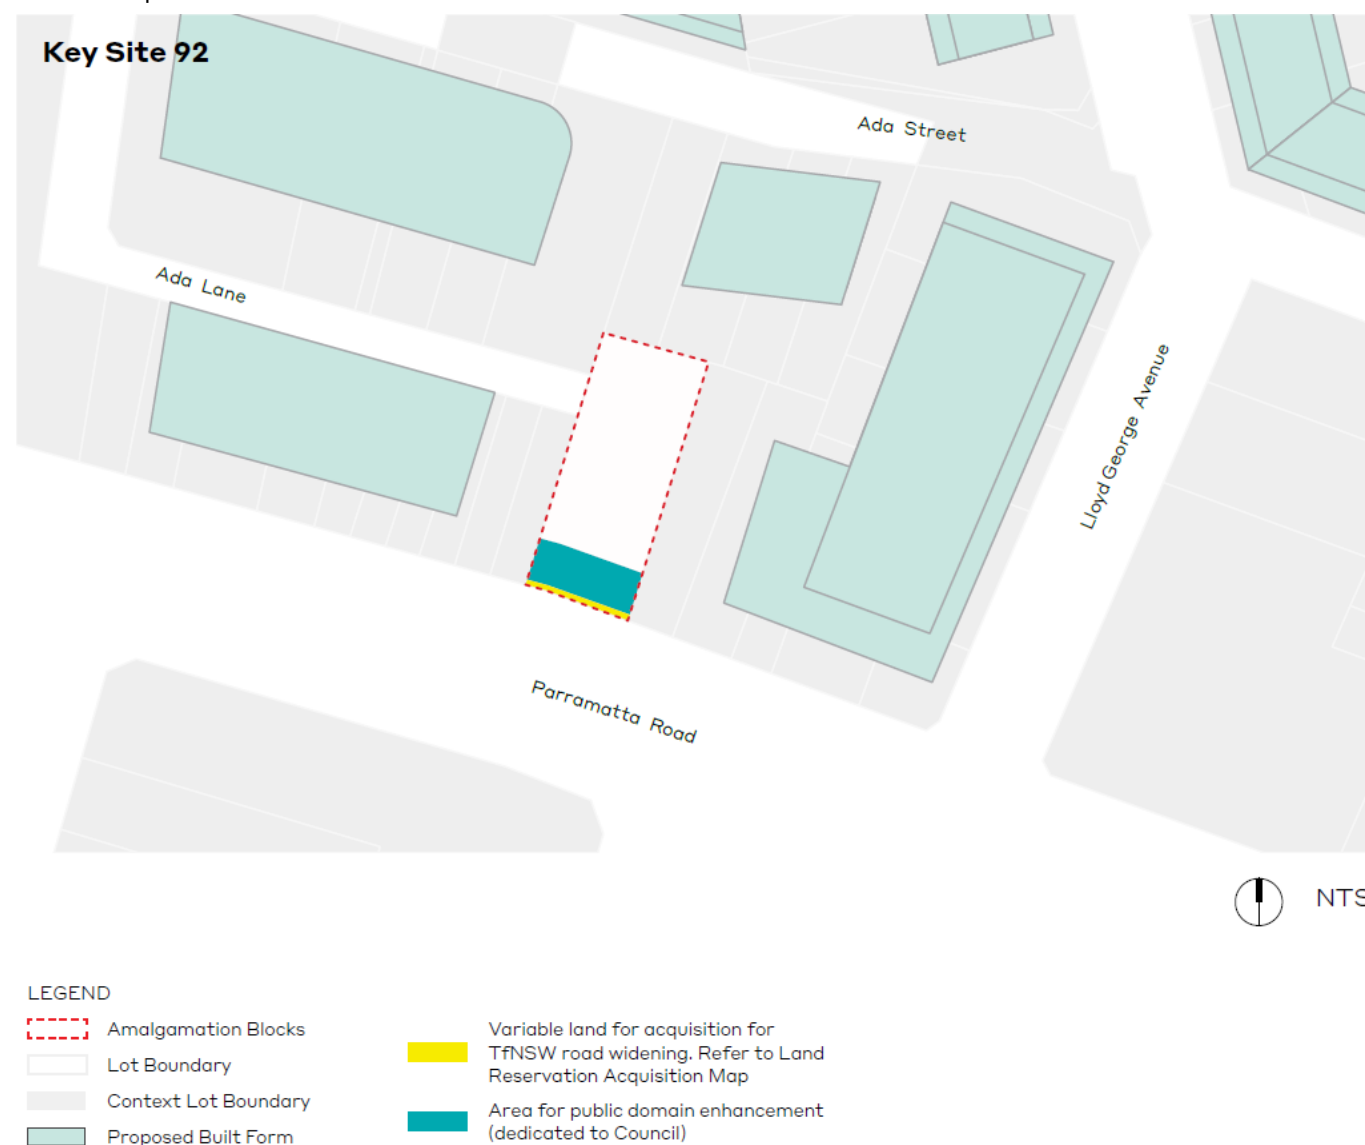 Key Site 92
Ada Street
Ada Lane
Lloyd George Avenue
Parramatta Road
NTS
LEGEND
Amalgamation Blocks
Lot Boundary
Context Lot Boundary
Proposed Built Form
Variable land for acquisition for
TfNSW road widening. Refer to Land
Reservation Acquisition Map
Area for public domain enhancement
(dedicated to Council)